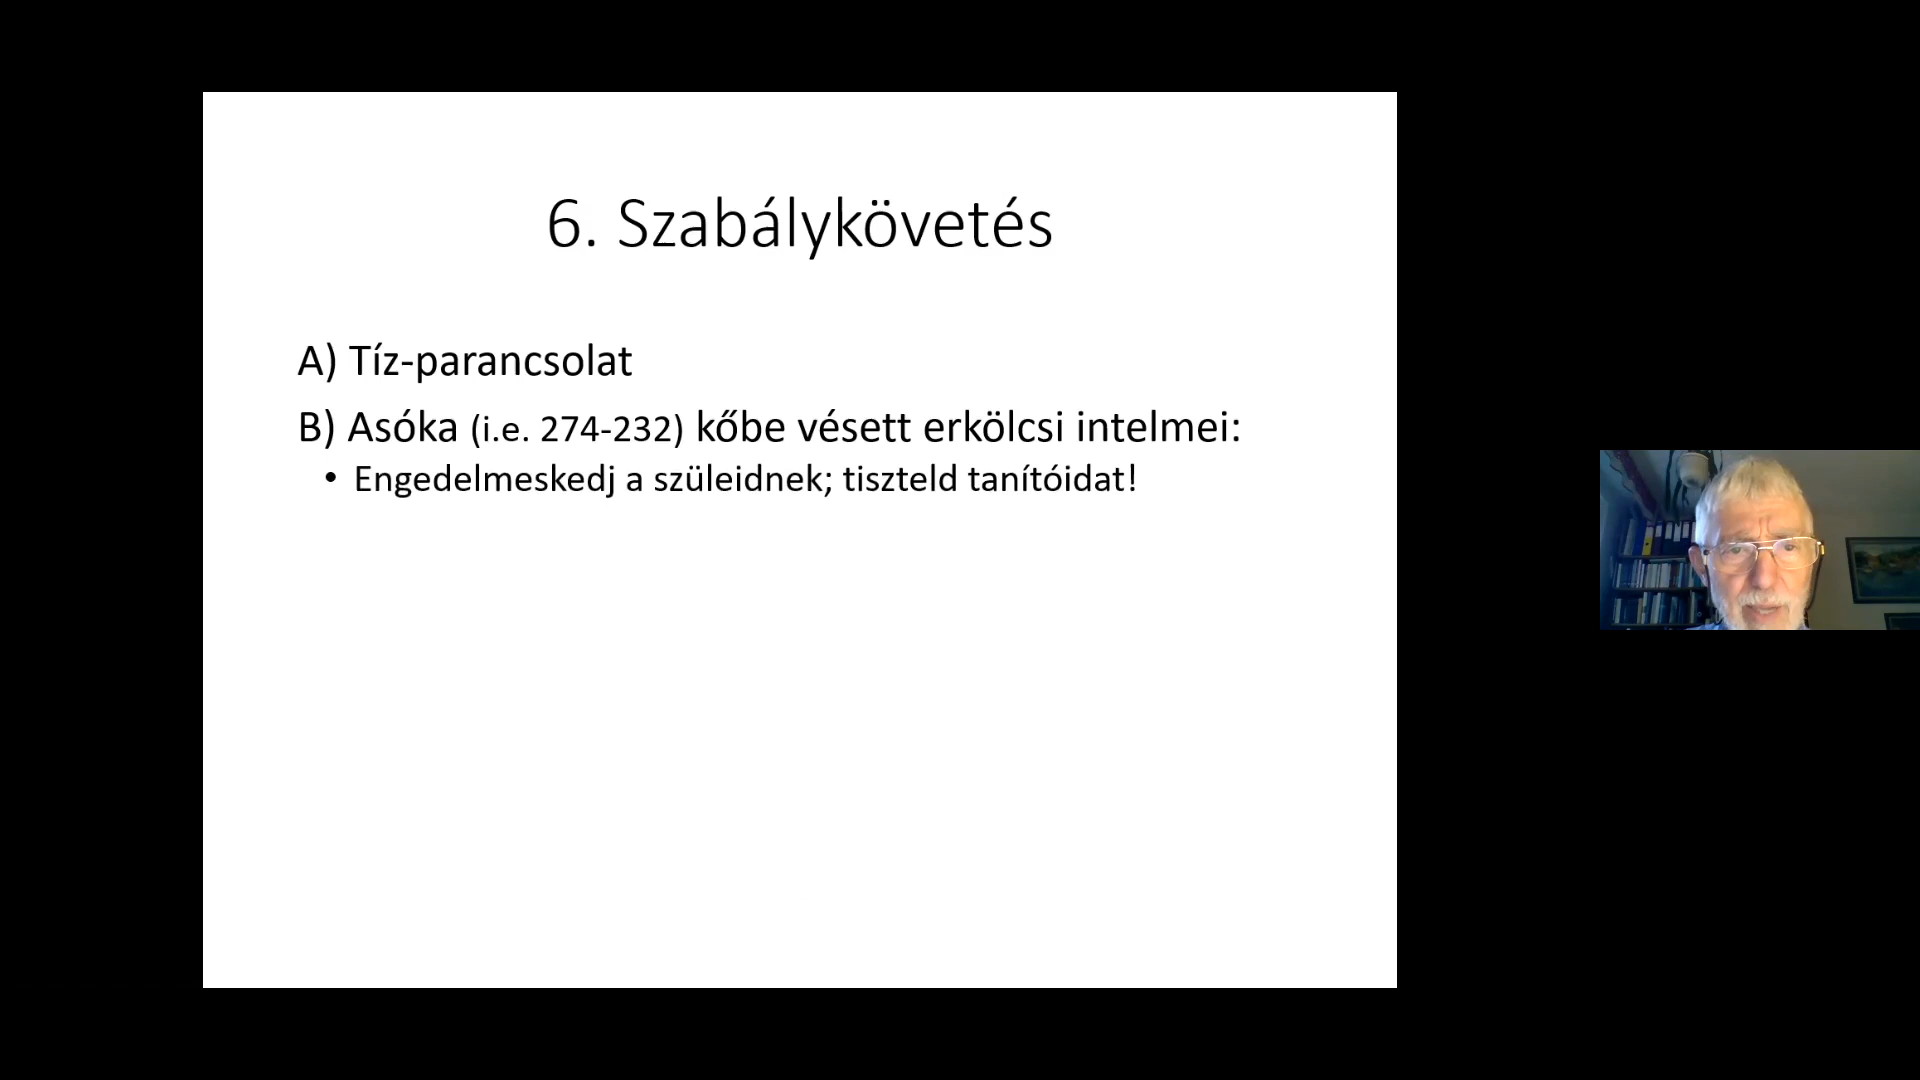 6. Szabálykövetés
A) Tíz-parancsolat
B) Asóka (i.e. 274-232) kőbe vésett erkölcsi intelmei:
• Engedelmeskedj a szüleidnek; tiszteld tanítóidat!